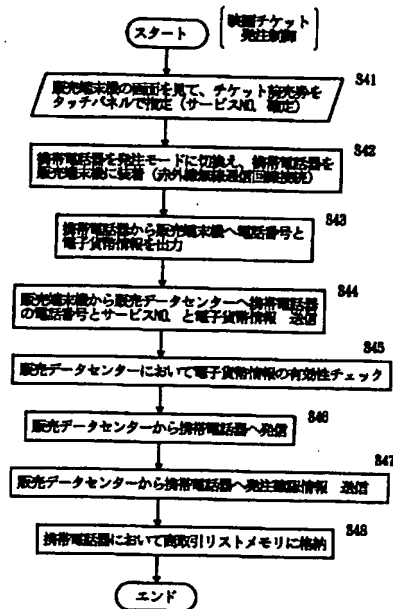 スタート
映画チケット
発注制御
S41
販売端末機の画面を見て、チケット前売券を
タッチパネルで指定（サービスNO. 確定）
S42
携帯電話器を発注モードに切換え、携帯電話器を
販売端末機に装着（赤外線無線通信回線接続）
S43
携帯電話器から販売端末機へ電話番号と
電子貨幣情報を出力
S44
販売端末機から販売データセンターへ携帯電話器
の電話番号とサービスNO. と電子貨幣情報 送信
S45
販売データセンターにおいて電子貨幣情報の有効性チェック
S46
販売データセンターから携帯電話器へ発信
S47
販売データセンターから携帯電話器へ発注確認情報 送信
S48
携帯電話器において商取引リストメモリに格納
エンド